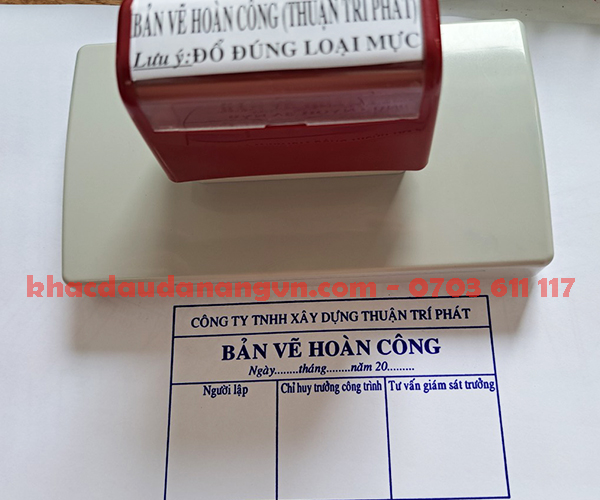 BẢN VẼ HOÀN CÔNG (THUẬN TRÍ PHÁT)
Lưu ý:ĐỔ ĐÚNG LOẠI MỰC
khacdaudanangvn.com - 0703 611 117
CÔNG TY TNHH XÂY DỰNG THUẬN TRÍ PHÁT
BẢN VẼ HOÀN CÔNG
Ngày........tháng........năm 20.........
Người lập Chỉ huy trưởng công trình Tư vấn giám sát trưởng